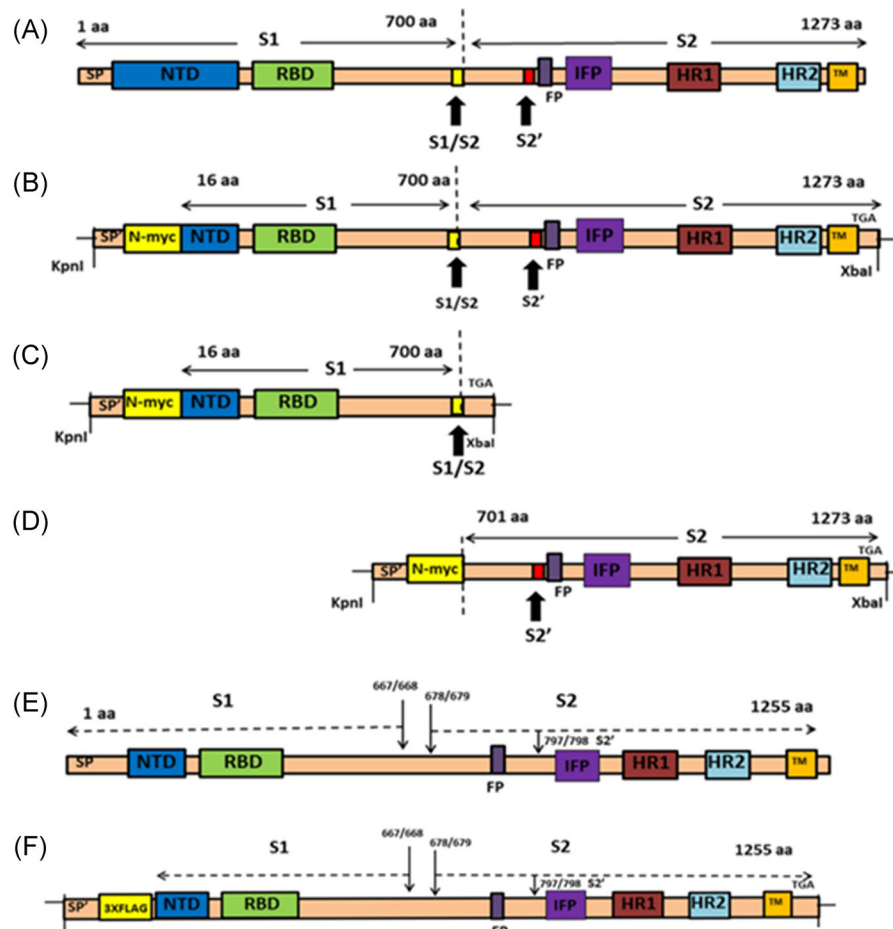 (A)
1 aa S1 700 aa S2 1273 aa
SP NTD RBD FP IFP HR1 HR2 TM
S1/S2 S2’
(B)
16 aa S1 700 aa S2 1273 aa
TGA
SP’ N-myc NTD RBD FP IFP HR1 HR2 TM
KpnI XbaI
S1/S2 S2’
(C)
16 aa S1 700 aa
TGA
SP’ N-myc NTD RBD
KpnI XbaI
S1/S2
(D)
701 aa S2 1273 aa
TGA
SP’ N-myc FP IFP HR1 HR2 TM
KpnI XbaI
S2’
(E)
1 aa S1 667/668 678/679 S2 1255 aa
797/798 S2’
SP NTD RBD FP IFP HR1 HR2 TM
(F)
S1 667/668 678/679 S2 1255 aa
797/798 S2’ TGA
SP’ 3XFLAG NTD RBD FP IFP HR1 HR2 TM